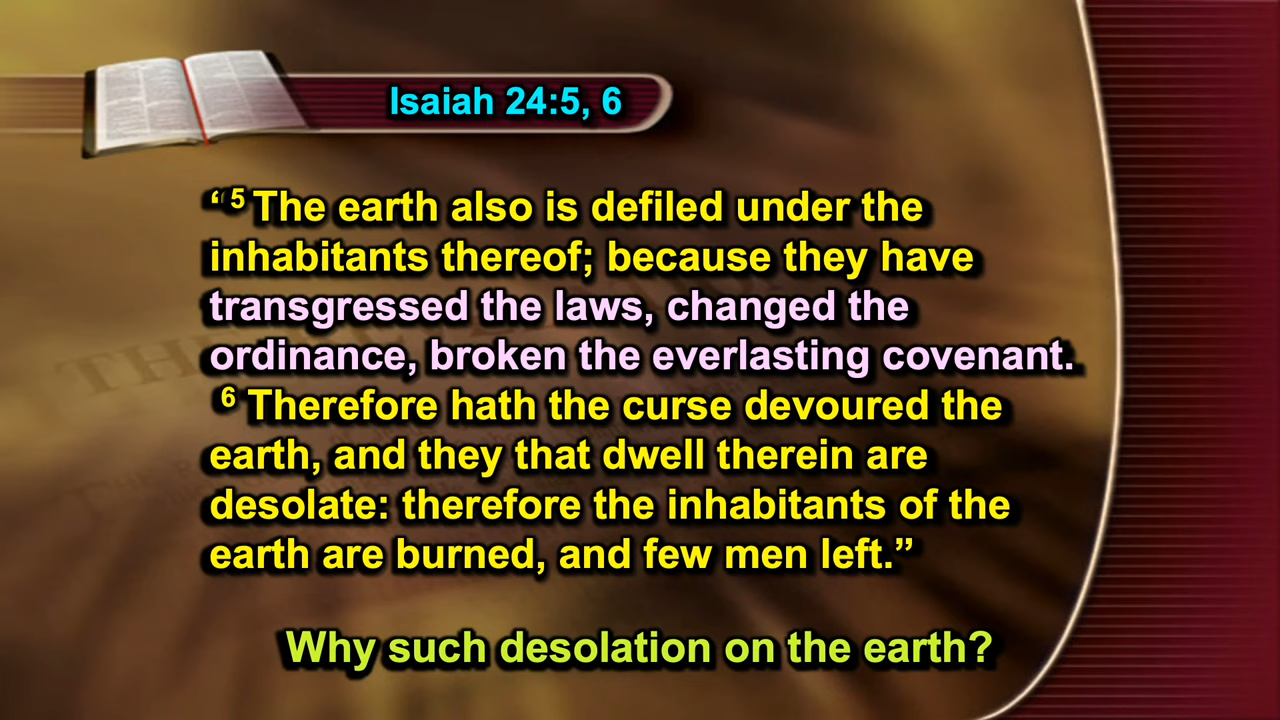 Isaiah 24:5, 6
‘ 5 The earth also is defiled under the
inhabitants thereof; because they have
transgressed the laws, changed the
ordinance, broken the everlasting covenant.
6 Therefore hath the curse devoured the
earth, and they that dwell therein are
desolate: therefore the inhabitants of the
earth are burned, and few men left.”
Why such desolation on the earth?